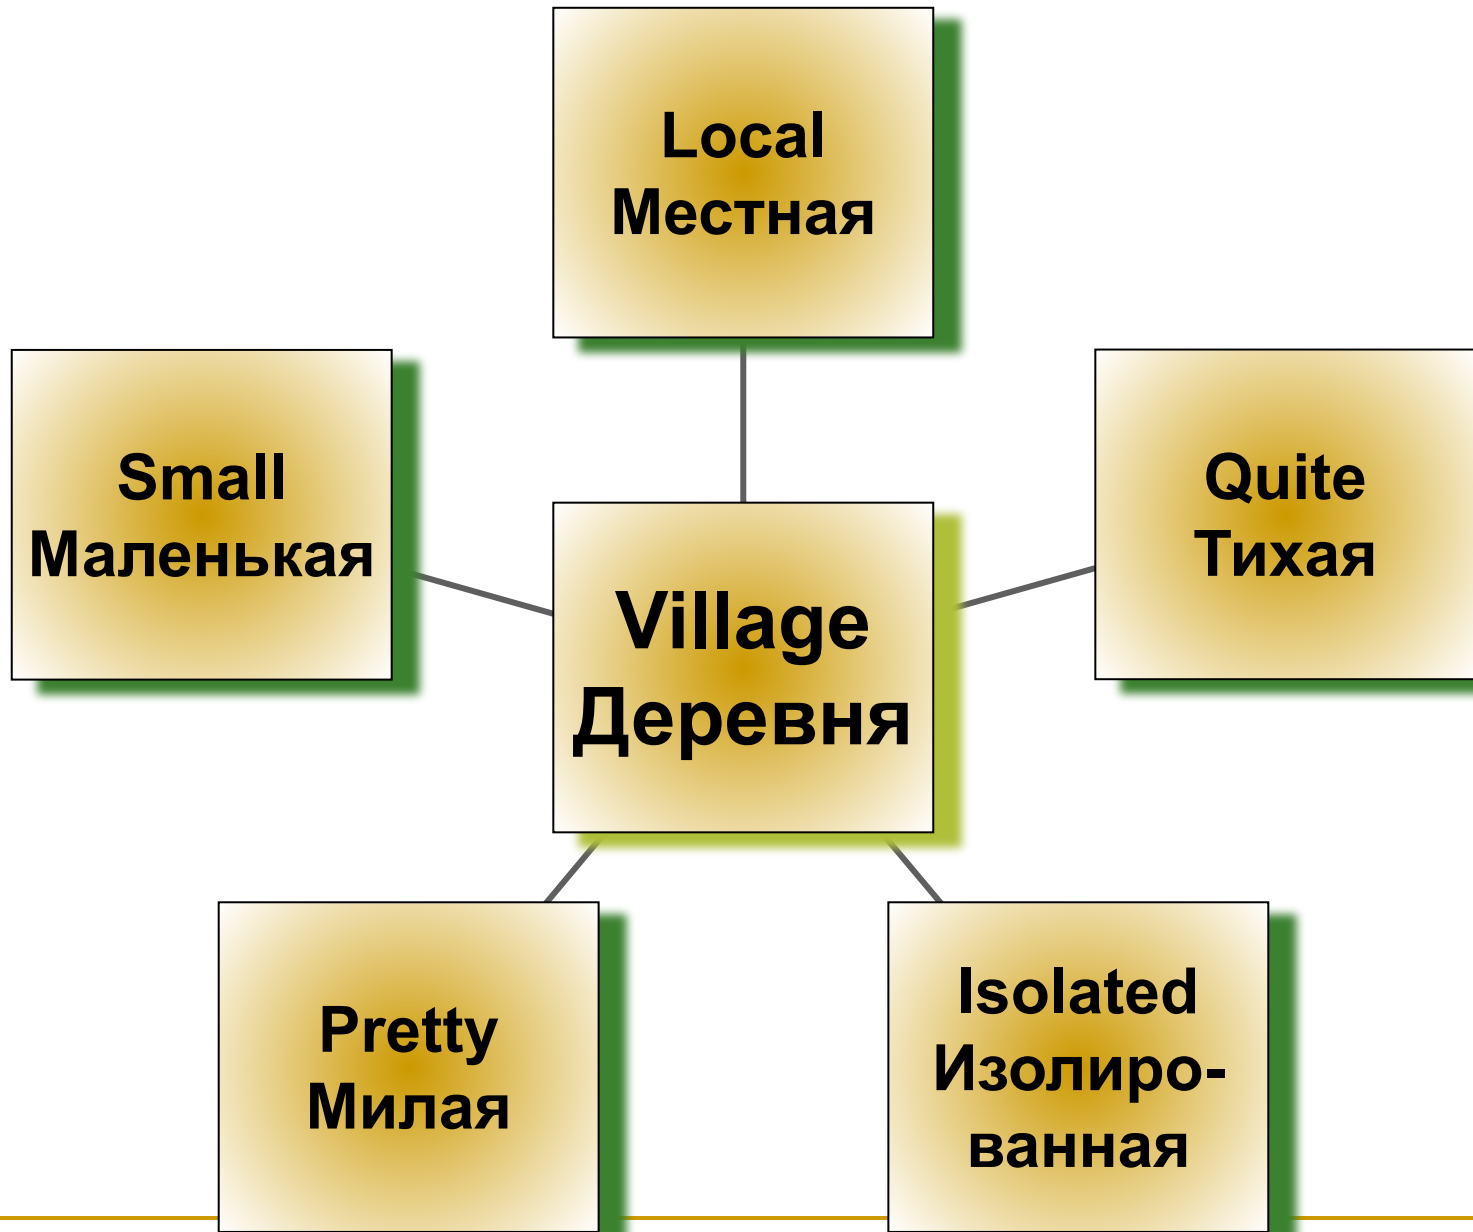 Local
Местная
Small
Маленькая
Quite
Тихая
Village
Деревня
Pretty
Милая
Isolated
Изолиро-
ванная